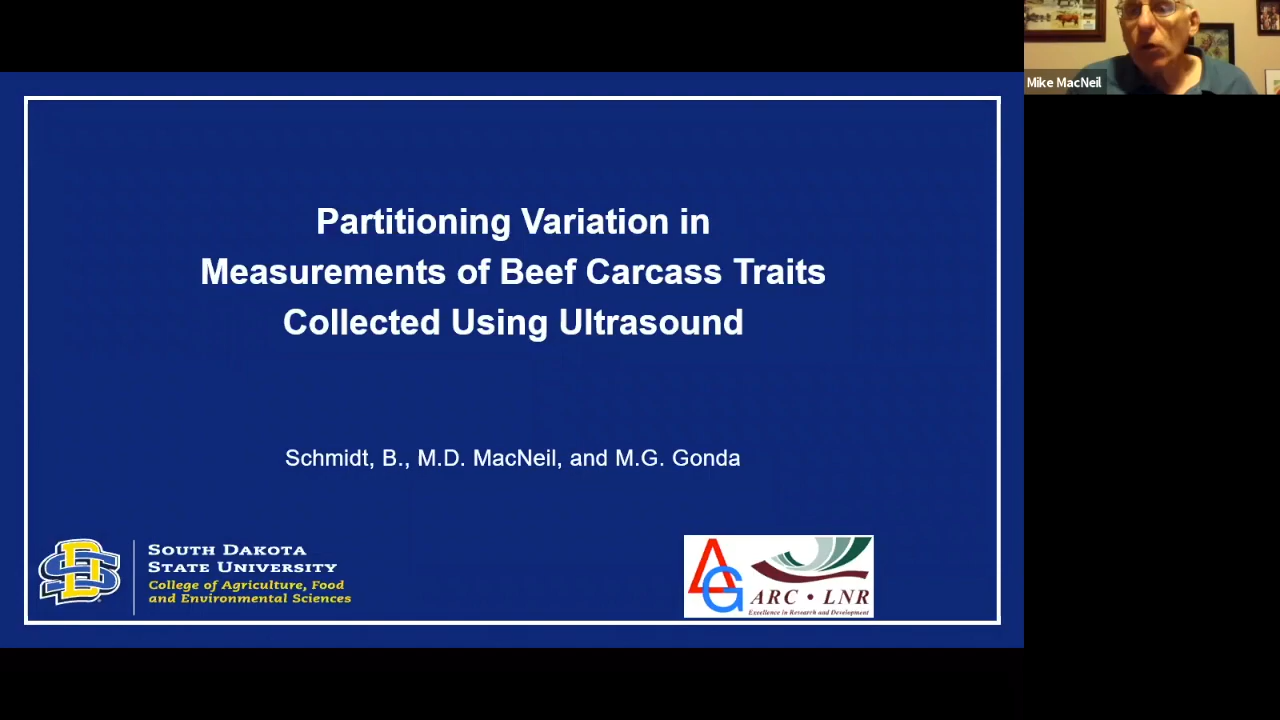 Mike MacNeil
Partitioning Variation in
Measurements of Beef Carcass Traits
Collected Using Ultrasound
Schmidt, B., M.D. MacNeil, and M.G. Gonda
SOUTH DAKOTA
STATE UNIVERSITY
College of Agriculture, Food
and Environmental Sciences
AG
ARC • LNR
Excellence in Research and Development